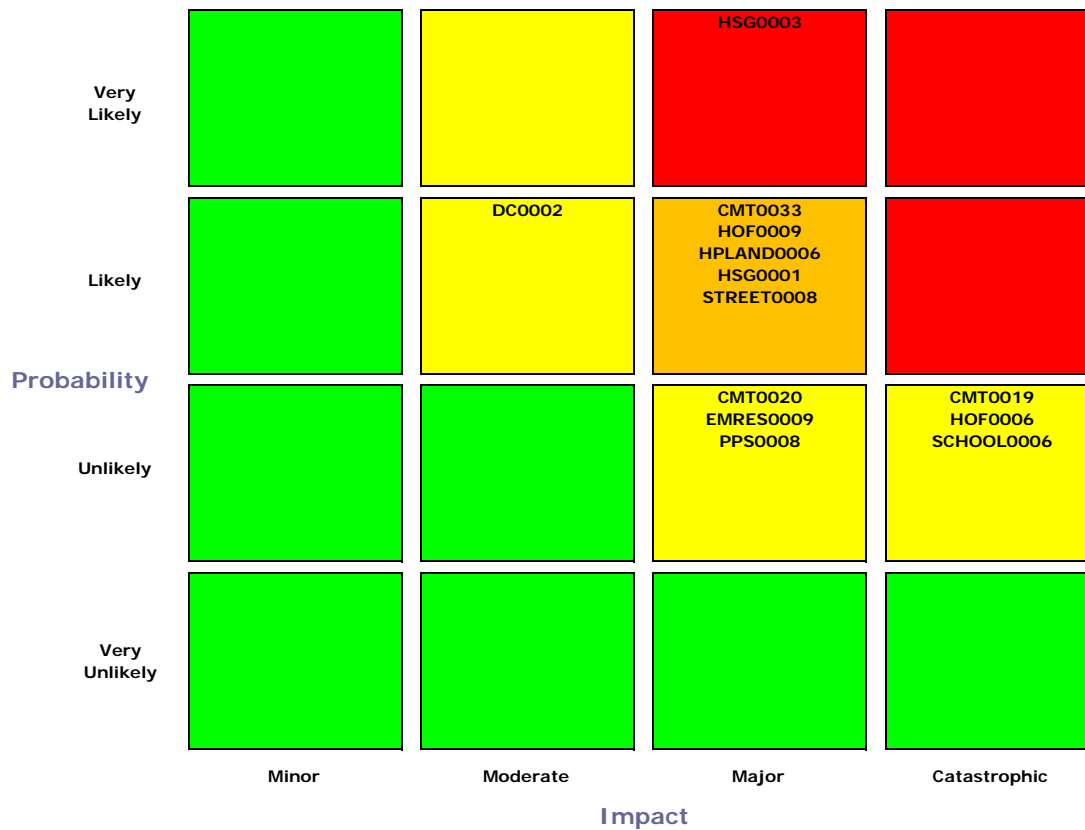 HSG0003
Very
Likely
DC0002
CMT0033
HOF0009
HPLAND0006
HSG0001
STREET0008
Likely
Probability
CMT0020
EMRES0009
PPS0008
CMT0019
HOF0006
SCHOOL0006
Unlikely
Very
Unlikely
Minor
Moderate
Major
Catastrophic
Impact